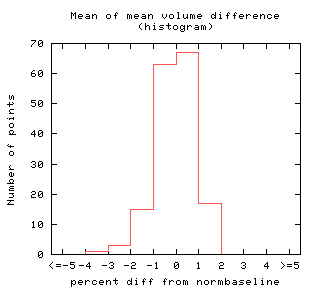 Mean of mean volume difference
(histogram)
70
60
50
40
30
20
10
0
Number of points
<=-5 -4 -3 -2 -1 0 1 2 3 4 >=5
percent diff from normbaseline